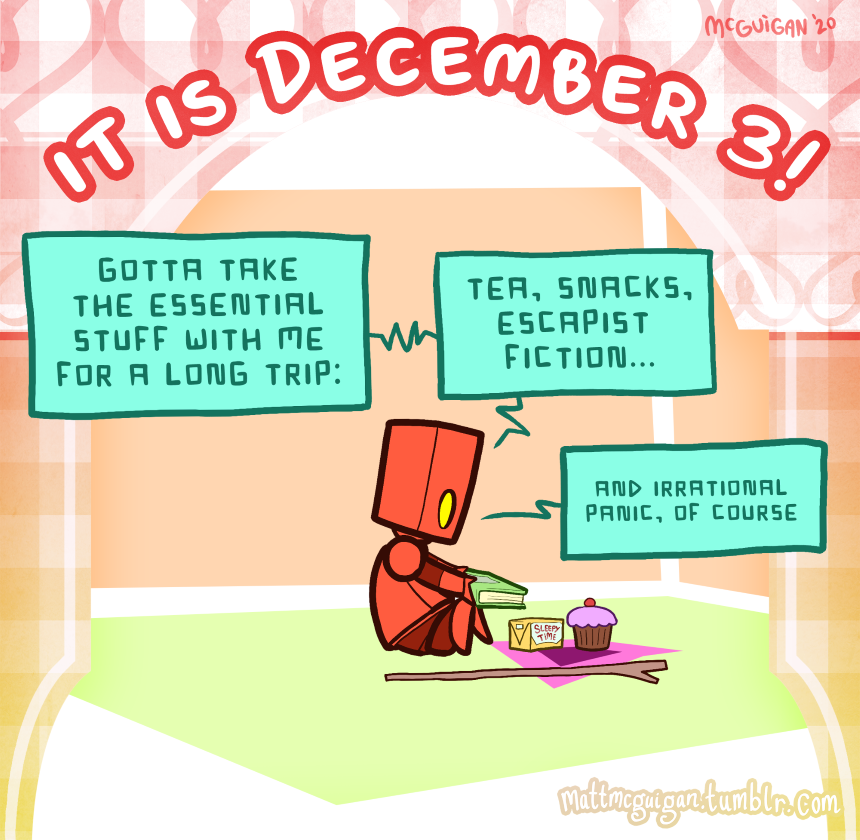 McGUiGAN '20
IT IS DECEMBER 3!
GOTTA TAKE
THE ESSENTIAL
STUFF WITH ME
FOR A LONG TRIP:
TEA, SNACKS,
ESCAPIST
FICTION...
AND IRRATIONAL
PANIC, OF COURSE
SLEEPY
TIME
mattmcguigan.tumblr.com